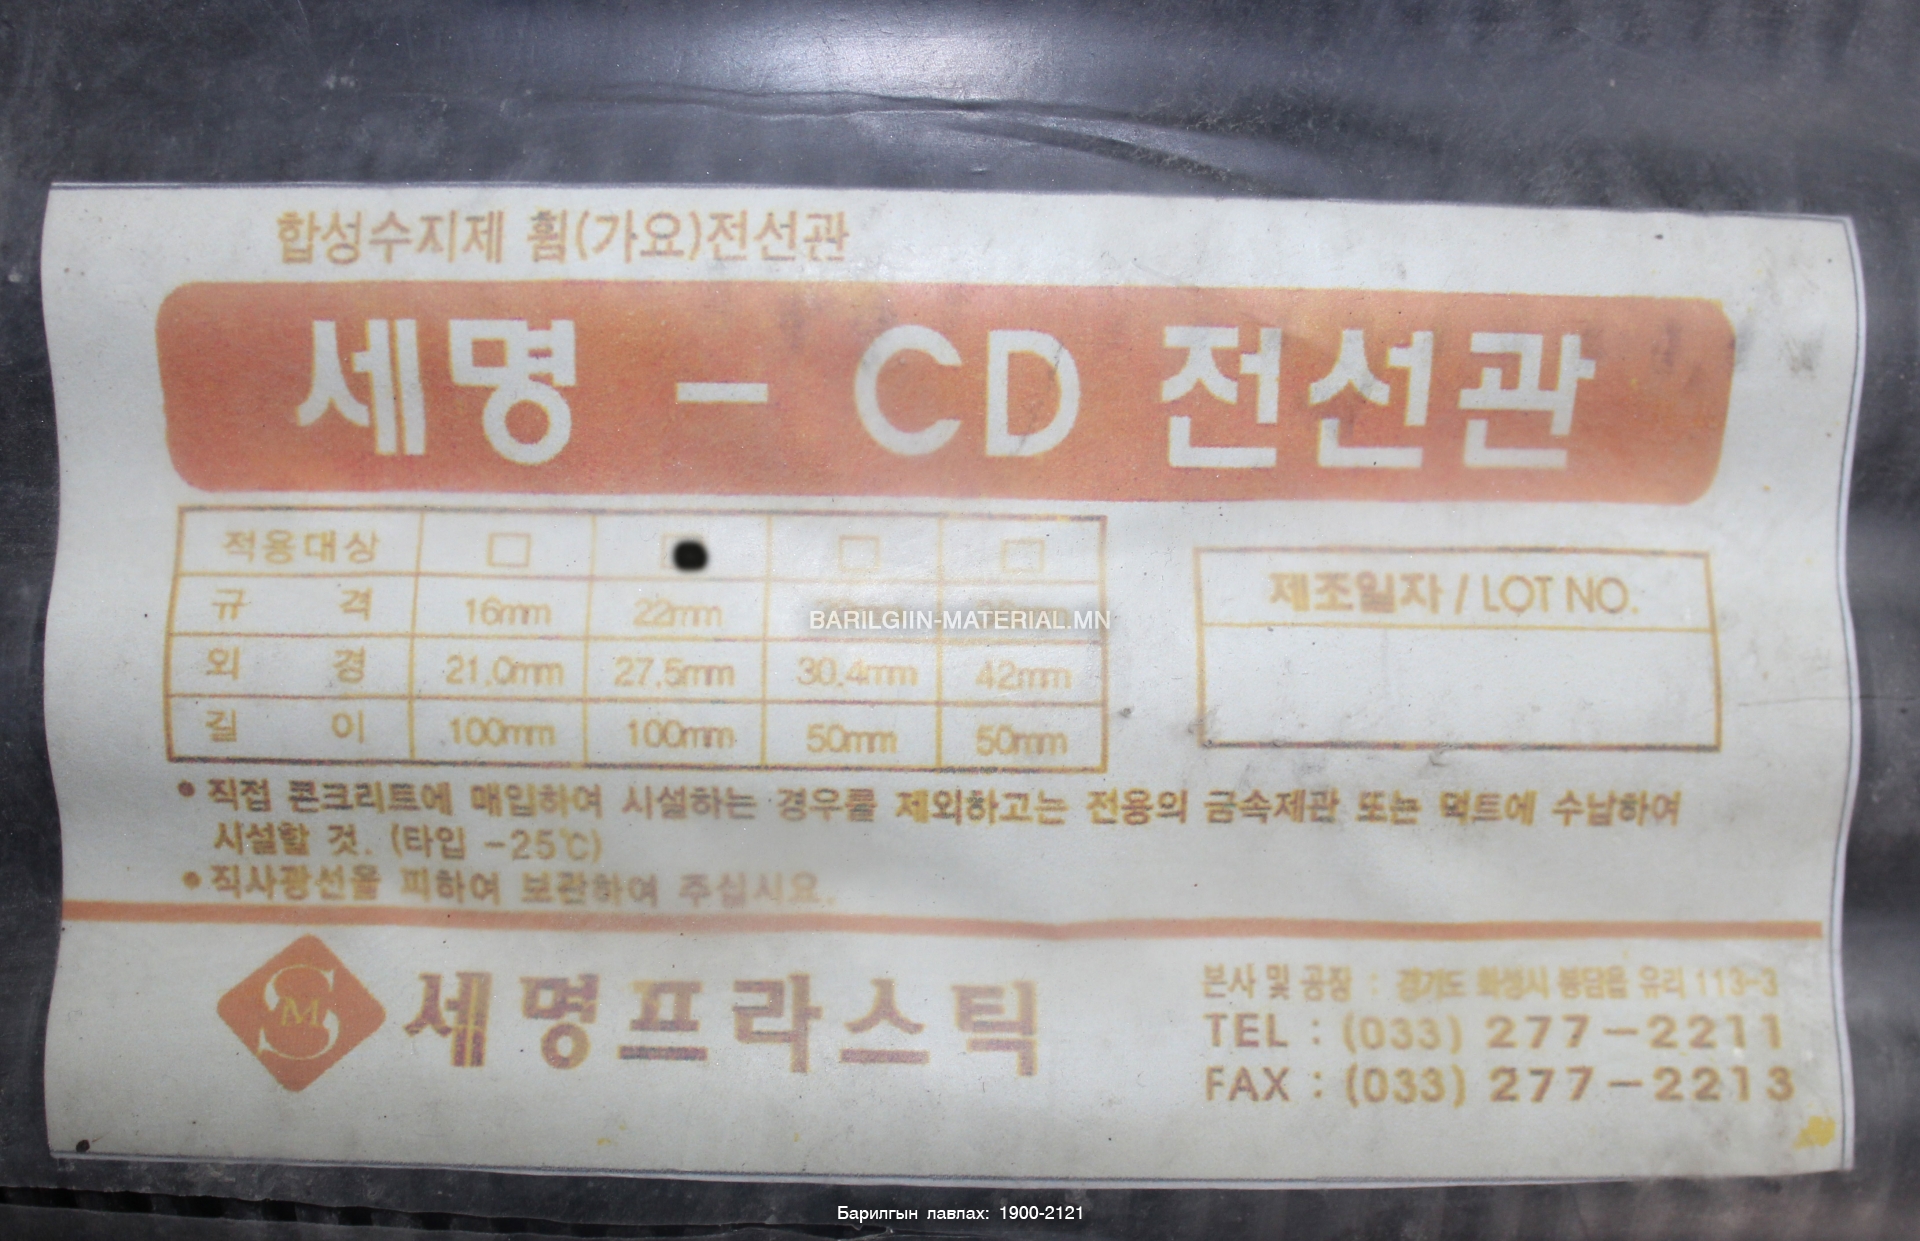 합성수지제 휨(가요)전선관
세명 - CD 전선관
적용대상
규 격 16mm 22mm
외 경 21.0mm 27.5mm 30.4mm 42mm
길 이 100mm 100mm 50mm 50mm
제조일자 / LOT NO.
BARILGIIN-MATERIAL.MN
• 직접 콘크리트에 매입하여 시설하는 경우를 제외하고는 전용의 금속제관 또는 덕트에 수납하여
시설할 것. (타입 -25℃)
• 직사광선을 피하여 보관하여 주십시요.
SM
세명프라스틱
본사 및 공장 : 경기도 화성시 봉담읍 유리 113-3
TEL : (033) 277-2211
FAX : (033) 277-2213
Барилгын лавлах: 1900-2121